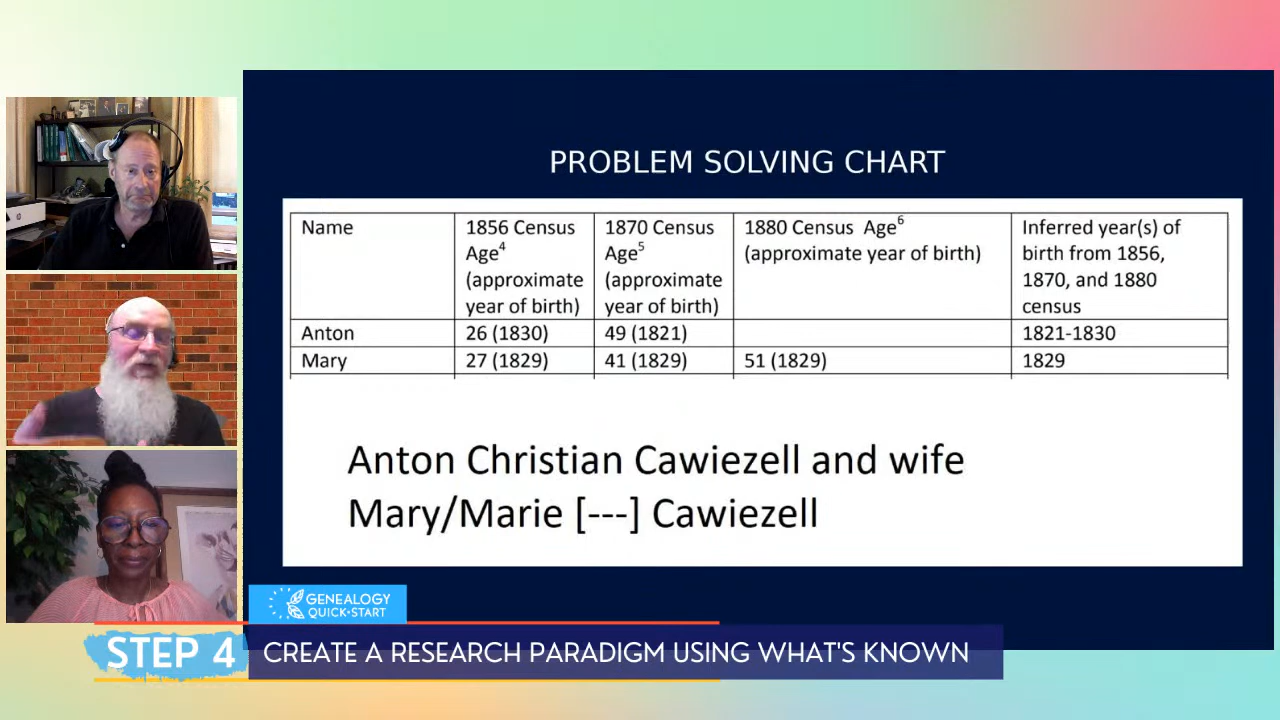 PROBLEM SOLVING CHART
Name
1856 Census
Age4
(approximate
year of birth)
1870 Census
Age5
(approximate
year of birth)
1880 Census Age6
(approximate year of birth)
Inferred year(s) of
birth from 1856,
1870, and 1880
census
Anton 26 (1830) 49 (1821) 1821-1830
Mary 27 (1829) 41 (1829) 51 (1829) 1829
Anton Christian Cawiezell and wife
Mary/Marie [---] Cawiezell
GENEALOGY
QUICK•START
STEP 4 CREATE A RESEARCH PARADIGM USING WHAT'S KNOWN